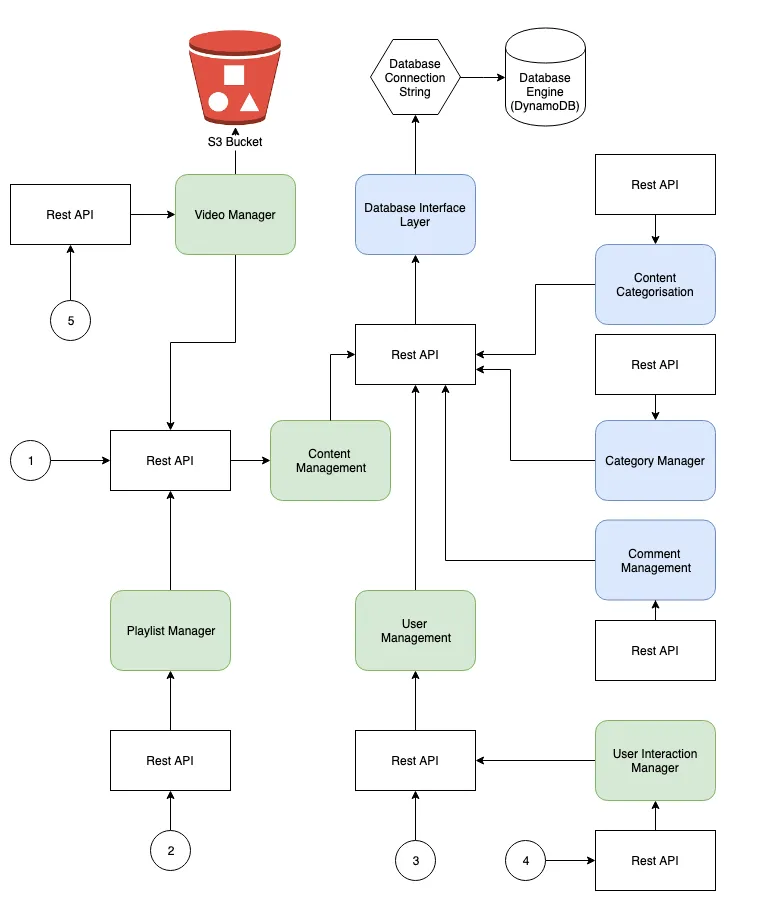 Database
Connection
String
Database
Engine
(DynamoDB)
S3 Bucket
Rest API
Rest API
Video Manager
Database Interface
Layer
Content
Categorisation
5
Rest API
Rest API
1
Rest API
Content
Management
Category Manager
Comment
Management
Playlist Manager
User
Management
Rest API
Rest API
Rest API
User Interaction
Manager
2
3
4
Rest API